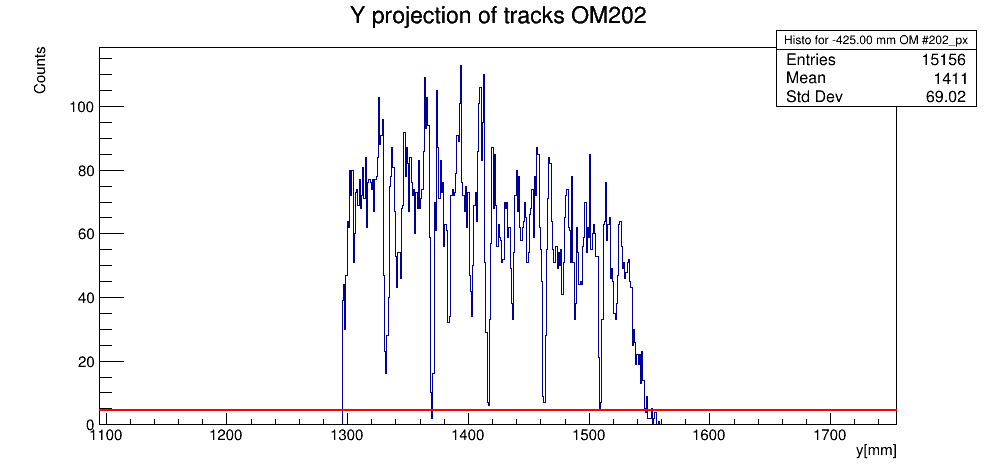 Y projection of tracks OM202
Histo for -425.00 mm OM #202_px
Entries 15156
Mean 1411
Std Dev 69.02
Counts
100
80
60
40
20
0
1100 1200 1300 1400 1500 1600 1700
y[mm]